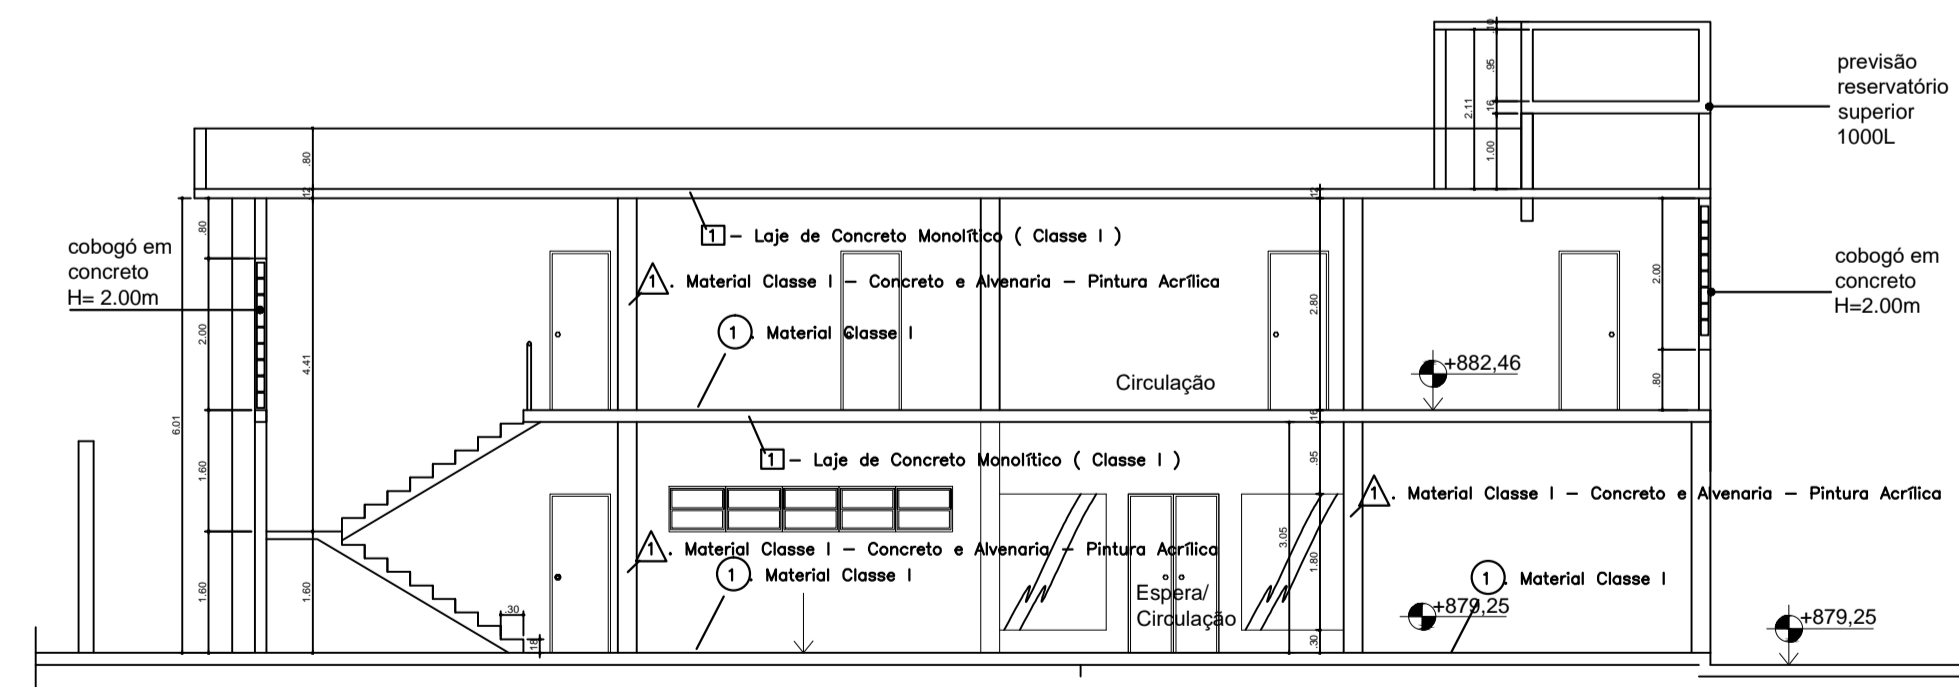 .10
previsão
reservatório
superior
1000L
.95
2.11
.16
1.00
.80
.12
.12
cobogó em
concreto
H= 2.00m
.80
1 – Laje de Concreto Monolítico ( Classe I )
cobogó em
concreto
H=2.00m
1. Material Classe I – Concreto e Alvenaria – Pintura Acrílica
2.00
2.80
2.00
1. Material Classe I
4.41
+882,46
Circulação
.80
6.01
.16
1.60
1 – Laje de Concreto Monolítico ( Classe I )
.95
1. Material Classe I – Concreto e Alvenaria – Pintura Acrílica
3.05
1. Material Classe I – Concreto e Alvenaria – Pintura Acrílica
1.80
1. Material Classe I
1. Material Classe I
1.60
1.60
Espera/
Circulação
+879,25
+879,25
.30
.18
.30